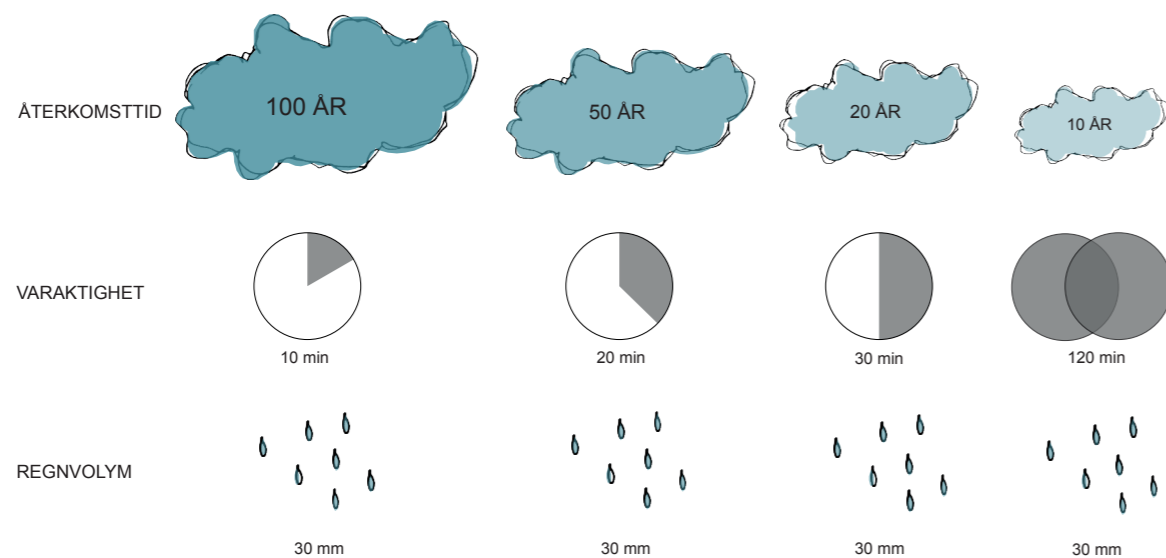 ÅTERKOMSTTID
100 ÅR
50 ÅR
20 ÅR
10 ÅR
VARAKTIGHET
10 min
20 min
30 min
120 min
REGNVOLYM
30 mm
30 mm
30 mm
30 mm